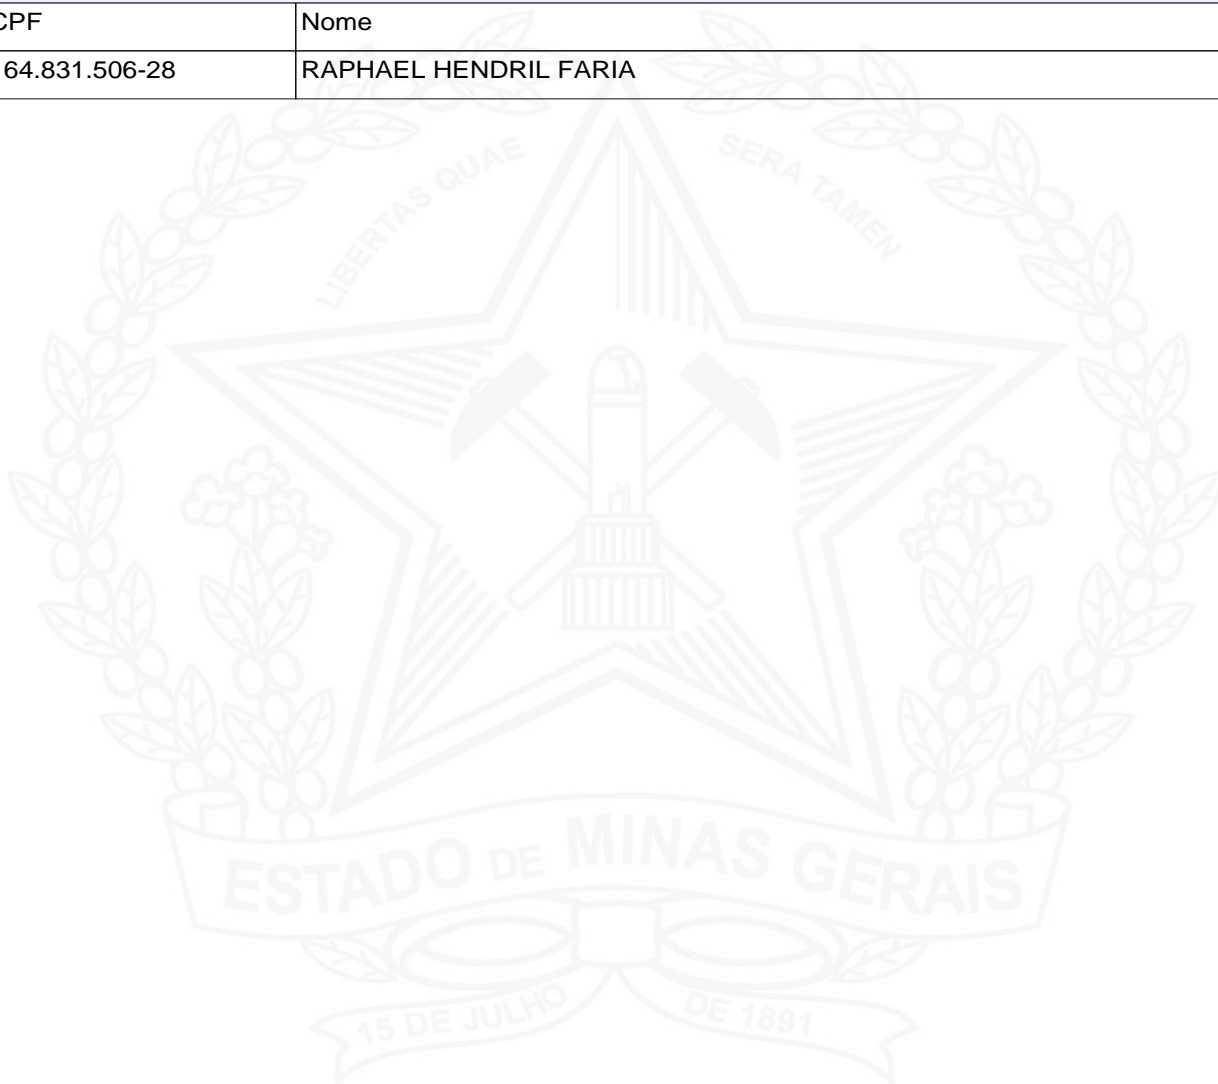 CPF Nome
64.831.506-28 RAPHAEL HENDRIL FARIA
LIBERTAS QUAE SERA TAMEN
ESTADO DE MINAS GERAIS
15 DE JULHO DE 1891